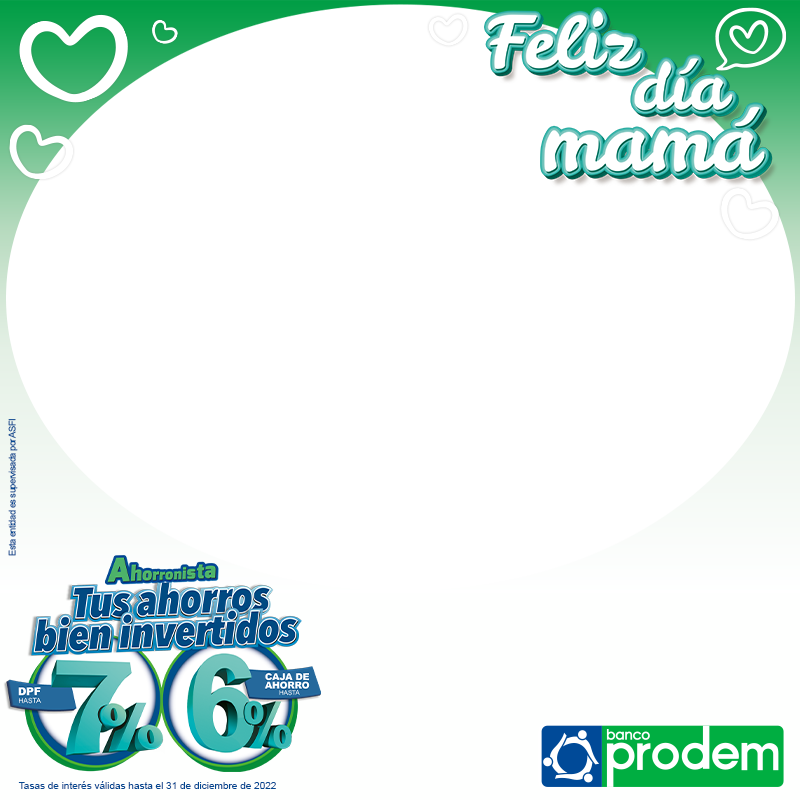 Feliz
día
mamá
Esta entidad es supervisada por ASFI
Ahorronista
Tus ahorros
bien invertidos
DPF
HASTA
7%
CAJA DE
AHORRO
HASTA
6%
Tasas de interés válidas hasta el 31 de diciembre de 2022
banco
prodem